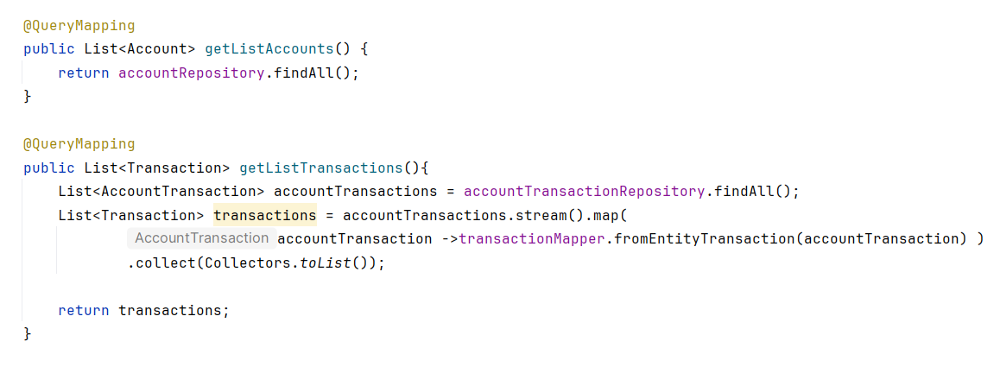 @QueryMapping
public List<Account> getListAccounts() {
    return accountRepository.findAll();
}
@QueryMapping
public List<Transaction> getListTransactions(){
    List<AccountTransaction> accountTransactions = accountTransactionRepository.findAll();
    List<Transaction> transactions = accountTransactions.stream().map(
            AccountTransaction accountTransaction ->transactionMapper.fromEntityTransaction(accountTransaction) )
            .collect(Collectors.toList());
    return transactions;
}